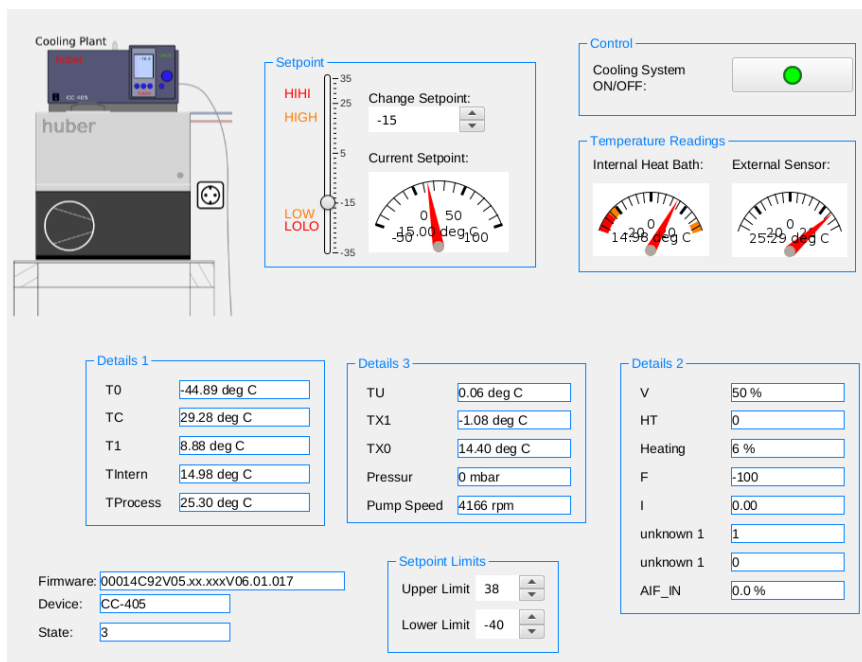 Cooling Plant
huber
CC 405
huber
Setpoint
HIHI
HIGH
LOW
LOLO
35
25
5
-15
-35
Change Setpoint:
-15
Current Setpoint:
0 50
-50 100
15.00 deg C
Control
Cooling System
ON/OFF:
Temperature Readings
Internal Heat Bath:
0
14.98 deg C
External Sensor:
0
25.29 deg C
Details 1
T0 -44.89 deg C
TC 29.28 deg C
T1 8.88 deg C
TIntern 14.98 deg C
TProcess 25.30 deg C
Details 3
TU 0.06 deg C
TX1 -1.08 deg C
TX0 14.40 deg C
Pressur 0 mbar
Pump Speed 4166 rpm
Details 2
V 50 %
HT 0
Heating 6 %
F -100
I 0.00
unknown 1 1
unknown 1 0
AIF_IN 0.0 %
Firmware: 00014C92V05.xx.xxxV06.01.017
Device: CC-405
State: 3
Setpoint Limits
Upper Limit 38
Lower Limit -40